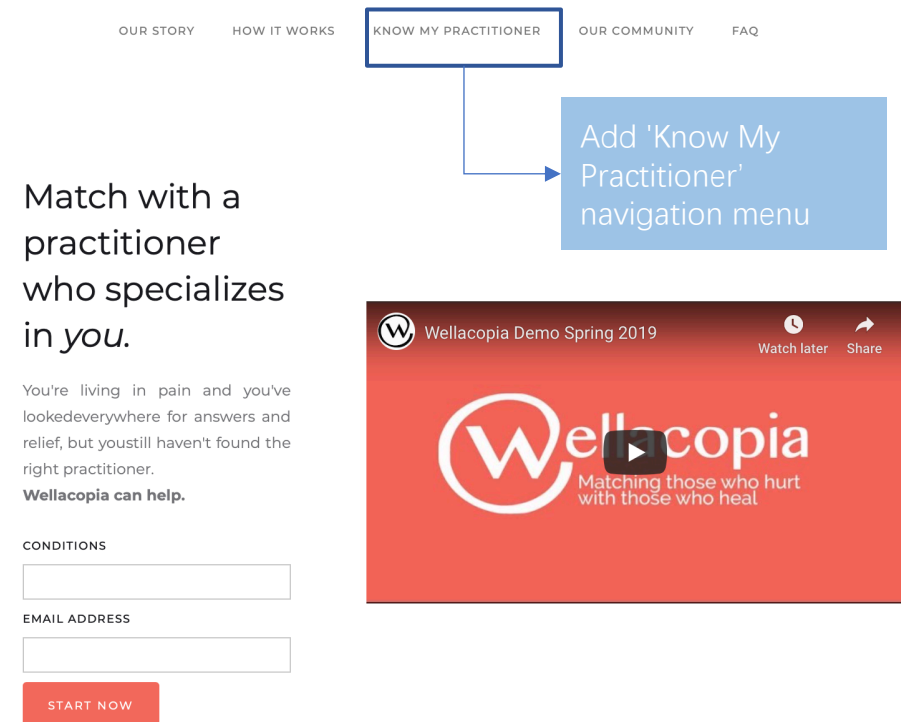 OUR STORY HOW IT WORKS KNOW MY PRACTITIONER OUR COMMUNITY FAQ
Add 'Know My
Practitioner'
navigation menu
Match with a
practitioner
who specializes
in you.
You're living in pain and you've
lookedeverywhere for answers and
relief, but youstill haven't found the
right practitioner.
Wellacopia can help.
CONDITIONS
EMAIL ADDRESS
START NOW
W Wellacopia Demo Spring 2019
Watch later Share
Wellacopia
Matching those who hurt
with those who heal